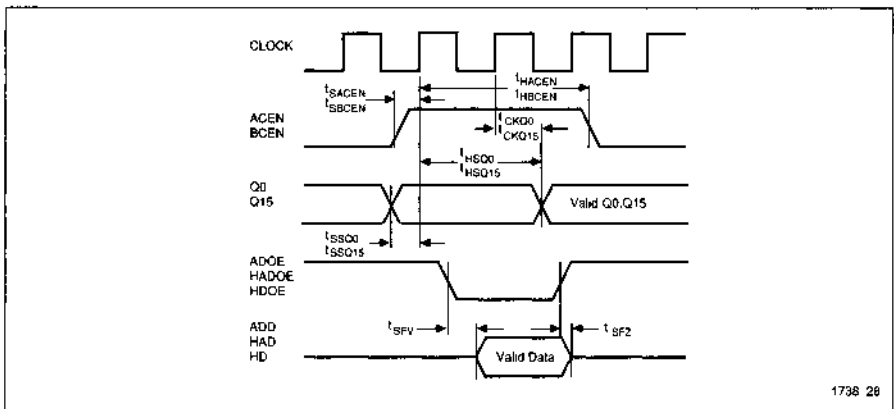 CLOCK
tHACEN
tHBCEN
tSACEN
tSBCEN
ACEN
BCEN
tCKQ0
tCKQ15
tHSQ0
tHSQ15
Q0
Q15
Valid Q0,Q15
tSSQ0
tSSQ15
ADOE
HADOE
HDOE
ADD
HAD
HD
tSFV
tSFZ
Valid Data
1738 28